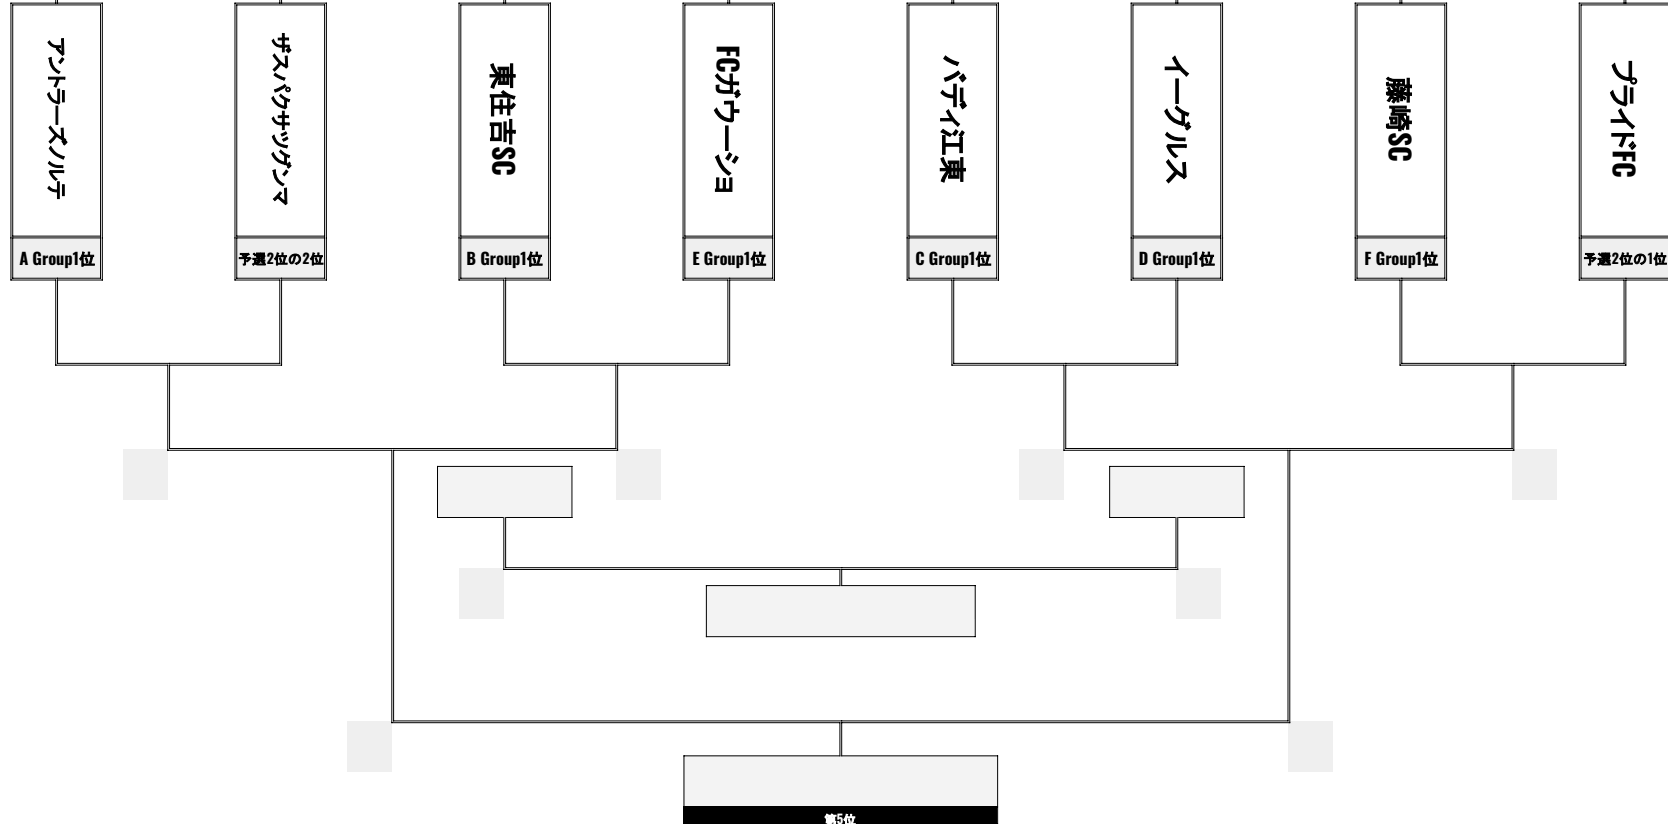 アントラーズノルテ
ザスパクサツグンマ
東住吉SC
FCガウーショ
バディ江東
イーグルス
藤崎SC
プライドFC
A Group1位
予選2位の2位
B Group1位
E Group1位
C Group1位
D Group1位
F Group1位
予選2位の1位
第5位